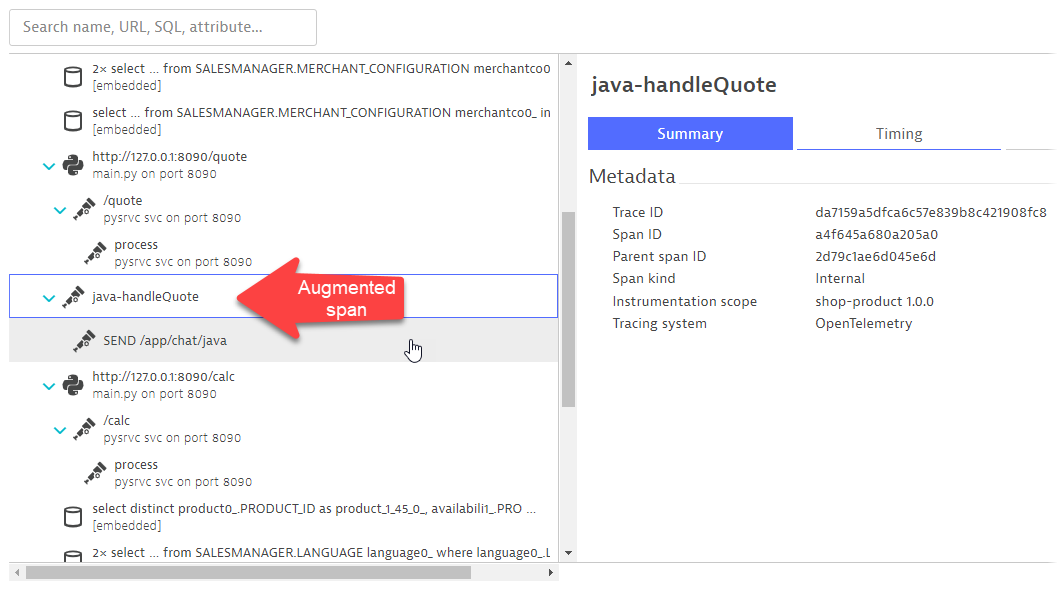 Search name, URL, SQL, attribute...
2× select ... from SALESMANAGER.MERCHANT_CONFIGURATION merchantco0
[embedded]
select ... from SALESMANAGER.MERCHANT_CONFIGURATION merchantco0_ in
[embedded]
http://127.0.0.1:8090/quote
main.py on port 8090
/quote
pysrvc svc on port 8090
process
pysrvc svc on port 8090
java-handleQuote
Augmented
span
SEND /app/chat/java
http://127.0.0.1:8090/calc
main.py on port 8090
/calc
pysrvc svc on port 8090
process
pysrvc svc on port 8090
select distinct product0_.PRODUCT_ID as product_1_45_0_, availabili1_.PRO ...
[embedded]
2× select ... from SALESMANAGER.LANGUAGE language0_ where language0_.L
java-handleQuote
Summary
Timing
Metadata
Trace ID da7159a5dfca6c57e839b8c421908fc8
Span ID a4f645a680a205a0
Parent span ID 2d79c1ae6d045e6d
Span kind Internal
Instrumentation scope shop-product 1.0.0
Tracing system OpenTelemetry